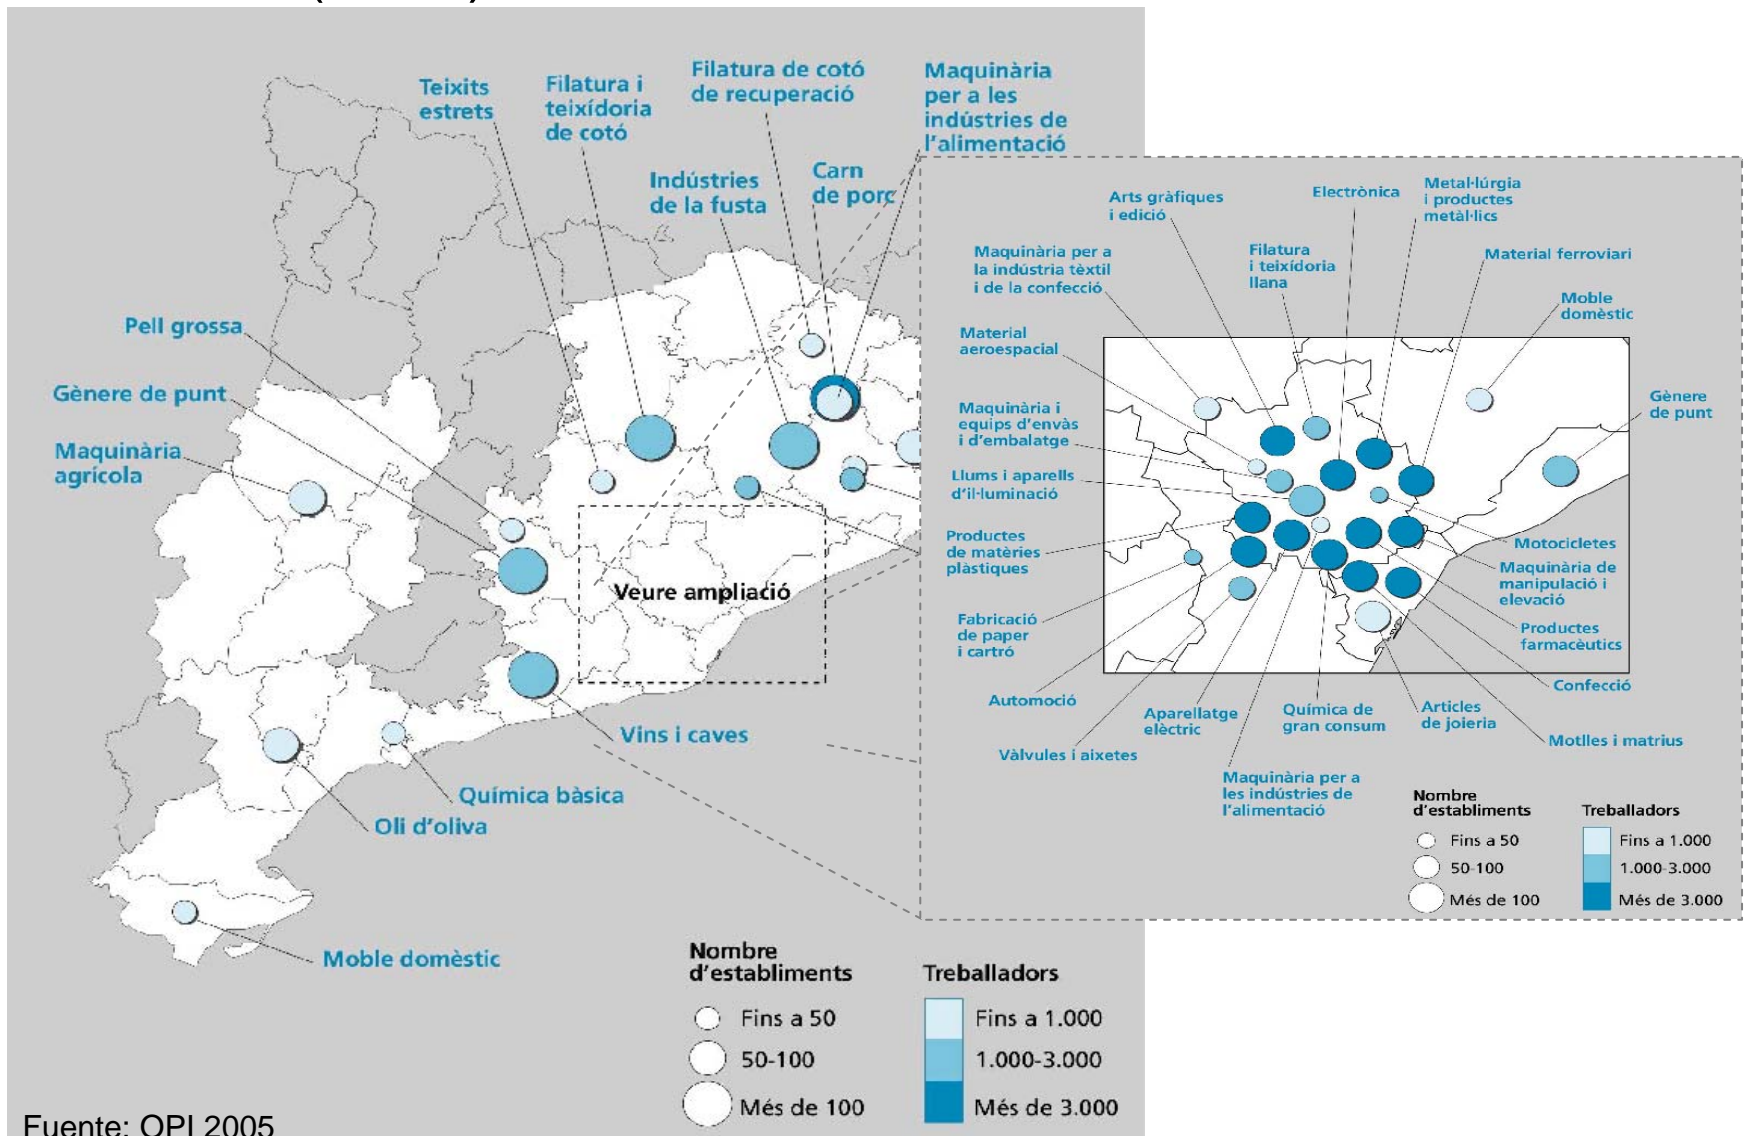 Teixits
estrets
Filatura i
teixídoria
de cotó
Filatura de cotó
de recuperació
Maquinària
per a les
indústries de
l'alimentació
Indústries
de la fusta
Carn
de porc
Pell grossa
Gènere de punt
Maquinària
agrícola
Veure ampliació
Vins i caves
Química bàsica
Oli d'oliva
Moble domèstic
Nombre
d'establiments
Fins a 50
50-100
Més de 100
Treballadors
Fins a 1.000
1.000-3.000
Més de 3.000
Arts gràfiques
i edició
Electrònica
Metal·lúrgia
i productes
metàl·lics
Maquinària per a
la indústria tèxtil
i de la confecció
Filatura
i teixídoria
llana
Material ferroviari
Moble
domèstic
Material
aeroespacial
Gènere
de punt
Maquinària i
equips d'envàs
i d'embalatge
Llums i aparells
d'il·luminació
Productes
de matèries
plàstiques
Motocicletes
Maquinària de
manipulació i
elevació
Fabricació
de paper
i cartró
Productes
farmacèutics
Confecció
Automoció
Aparellatge
elèctric
Química de
gran consum
Articles
de joieria
Motlles i matrius
Vàlvules i aixetes
Maquinària per a
les indústries de
l'alimentació
Nombre
d'establiments
Fins a 50
50-100
Més de 100
Treballadors
Fins a 1.000
1.000-3.000
Més de 3.000
Fuente: OPI 2005